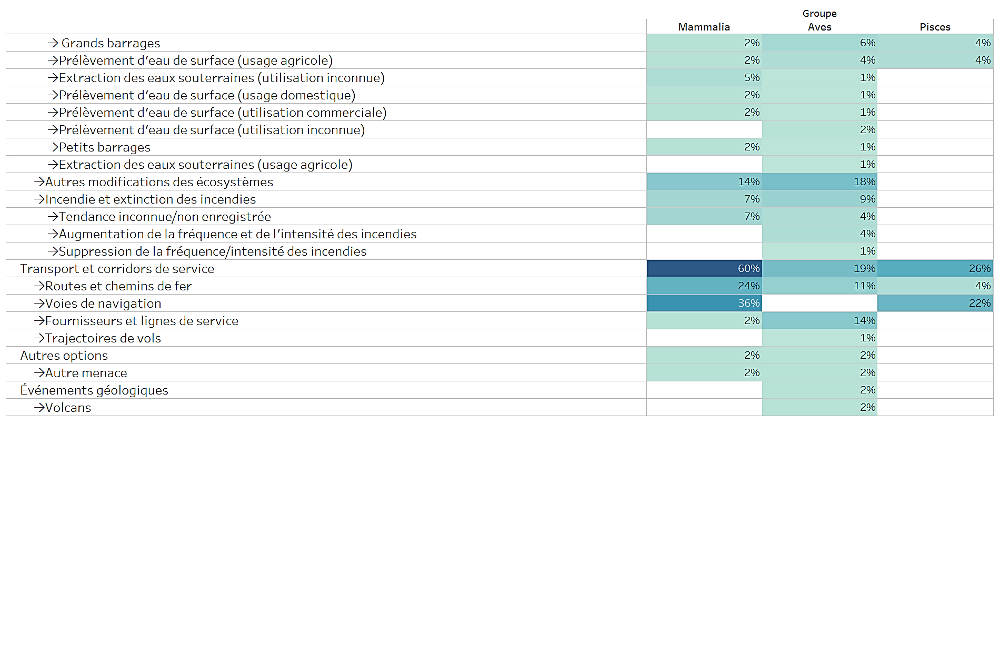 Groupe
Mammalia Aves Pisces
→ Grands barrages 2% 6% 4%
→Prélèvement d’eau de surface (usage agricole) 2% 4% 4%
→Extraction des eaux souterraines (utilisation inconnue) 5% 1%
→Prélèvement d’eau de surface (usage domestique) 2% 1%
→Prélèvement d’eau de surface (utilisation commerciale) 2% 1%
→Prélèvement d’eau de surface (utilisation inconnue) 2%
→Petits barrages 2% 1%
→Extraction des eaux souterraines (usage agricole) 1%
→Autres modifications des écosystèmes 14% 18%
→Incendie et extinction des incendies 7% 9%
→Tendance inconnue/non enregistrée 7% 4%
→Augmentation de la fréquence et de l’intensité des incendies 4%
→Suppression de la fréquence/intensité des incendies 1%
Transport et corridors de service 60% 19% 26%
→Routes et chemins de fer 24% 11% 4%
→Voies de navigation 36% 22%
→Fournisseurs et lignes de service 2% 14%
→Trajectoires de vols 1%
Autres options 2% 2%
→Autre menace 2% 2%
Événements géologiques 2%
→Volcans 2%